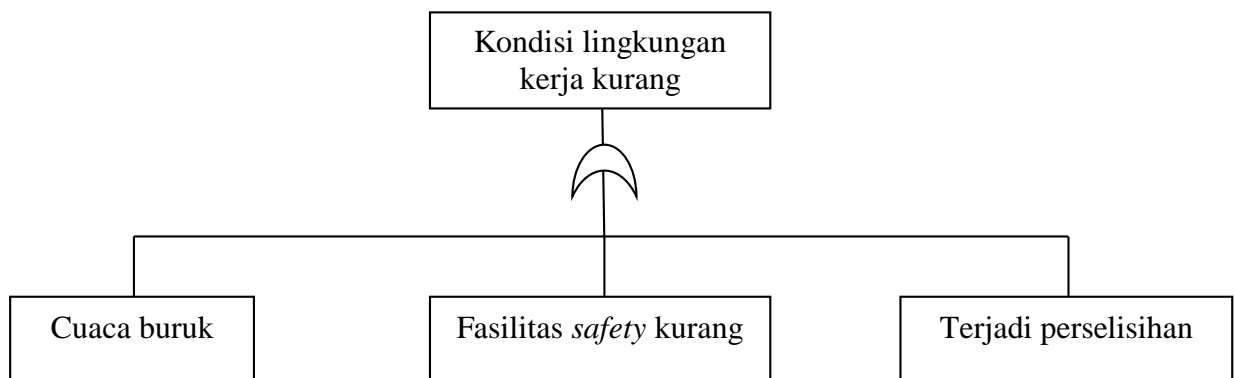 Kondisi lingkungan
kerja kurang
Cuaca buruk
Fasilitas safety kurang
Terjadi perselisihan